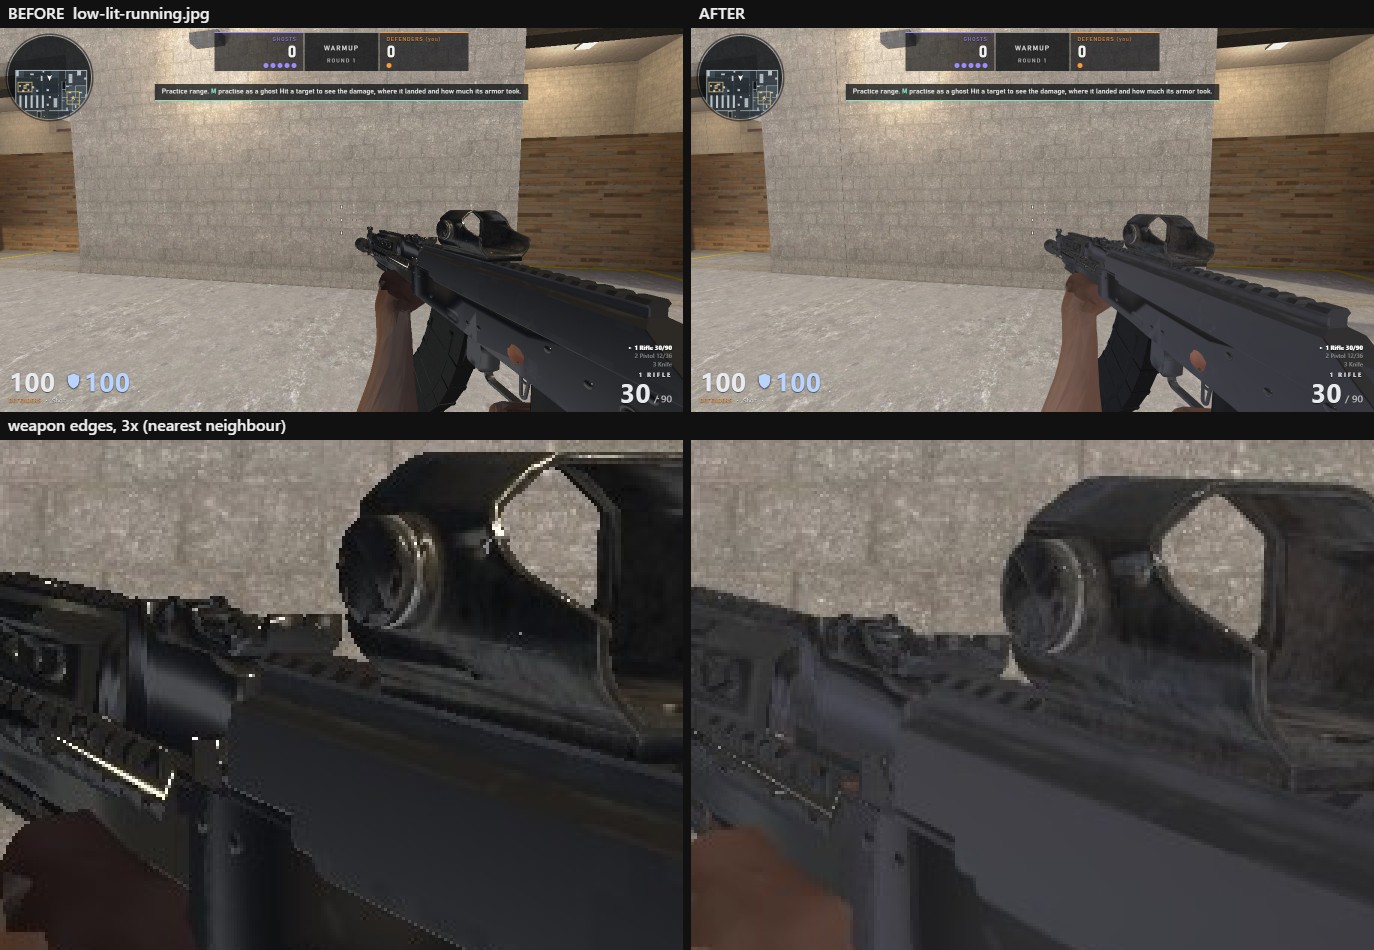 BEFORE low-lit-running.jpg
AFTER
GHOSTS
0
WARMUP
ROUND 1
DEFENDERS (you)
0
Practice range. M practise as a ghost Hit a target to see the damage, where it landed and how much its armor took.
1 Rifle 30/90
2 Pistol 12/36
3 Knife
1 RIFLE
30 / 90
100 100
GHOSTS
0
WARMUP
ROUND 1
DEFENDERS (you)
0
Practice range. M practise as a ghost Hit a target to see the damage, where it landed and how much its armor took.
1 Rifle 30/90
2 Pistol 12/36
3 Knife
1 RIFLE
30 / 90
100 100
weapon edges, 3x (nearest neighbour)